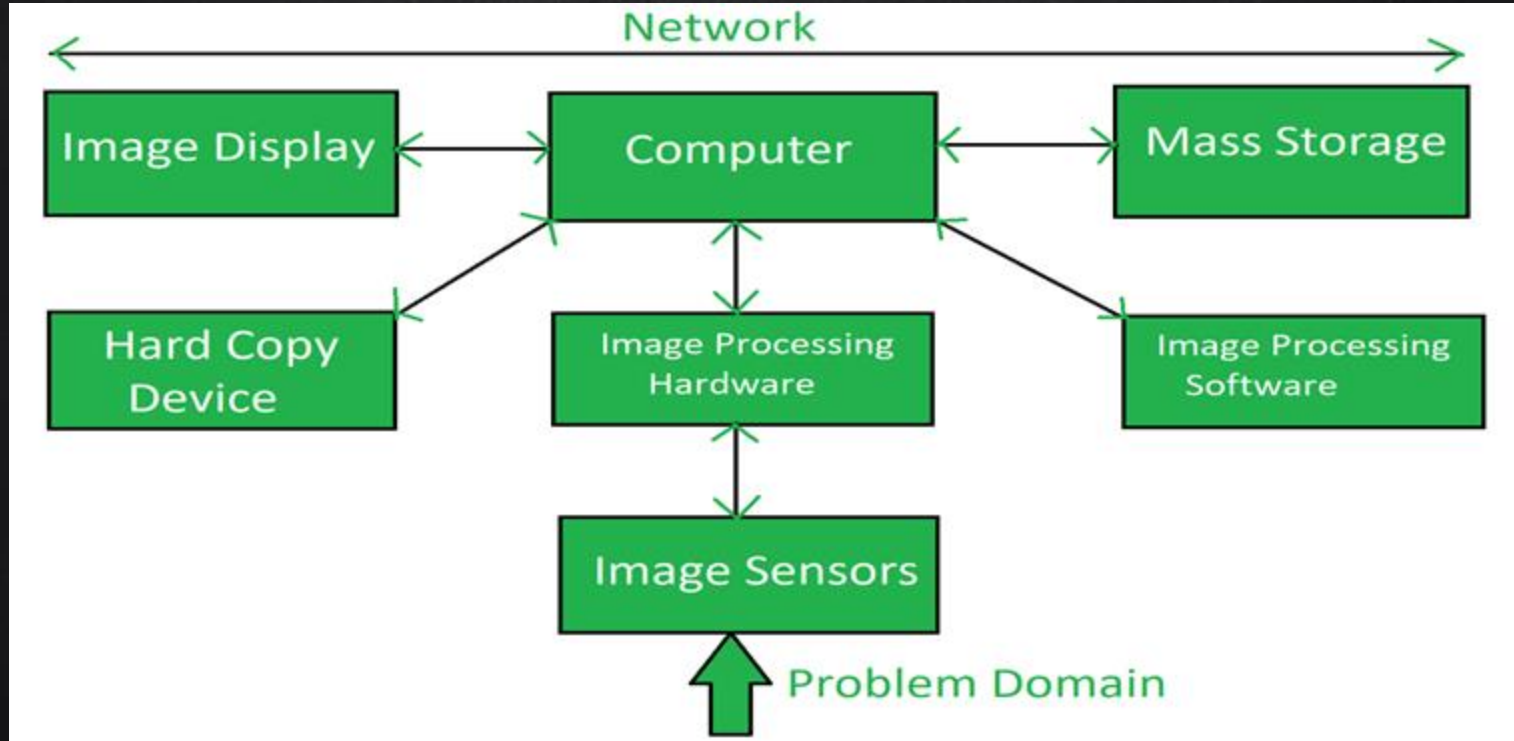 Network
Image Display
Computer
Mass Storage
Hard Copy
Device
Image Processing
Hardware
Image Processing
Software
Image Sensors
Problem Domain